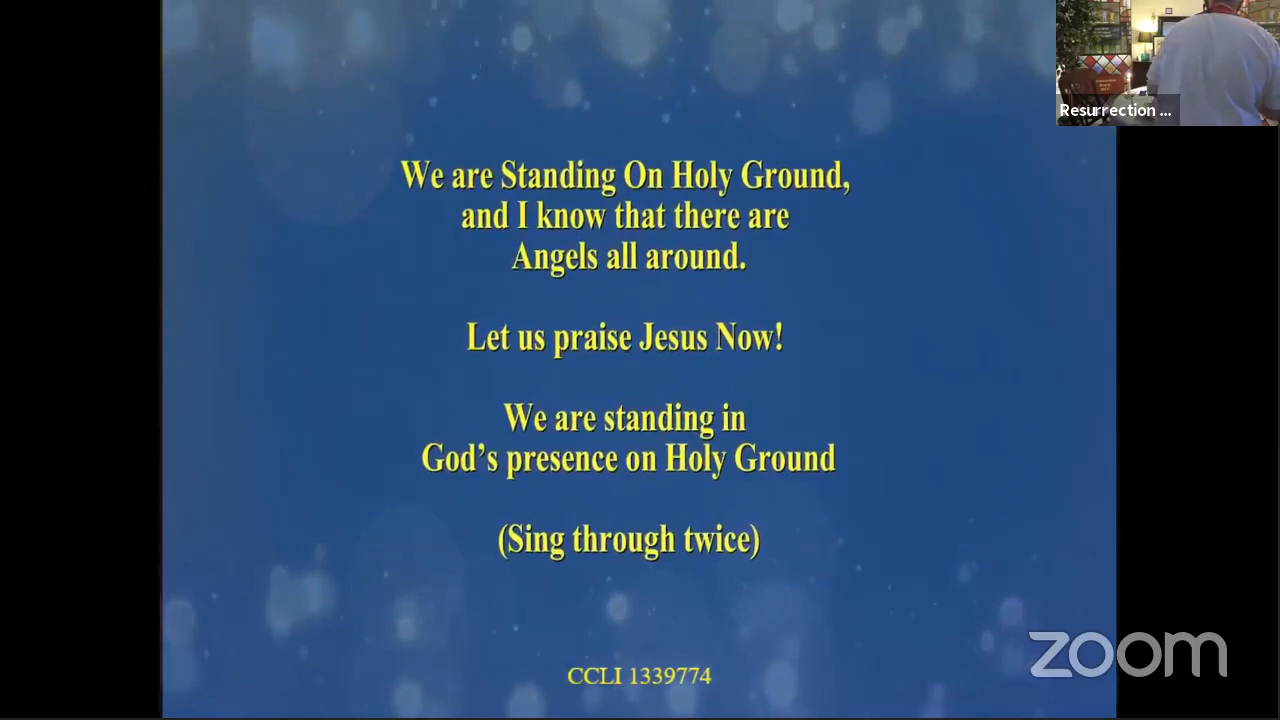 Resurrection ...
We are Standing On Holy Ground,
and I know that there are
Angels all around.
Let us praise Jesus Now!
We are standing in
God's presence on Holy Ground
(Sing through twice)
CCLI 1339774
zoom